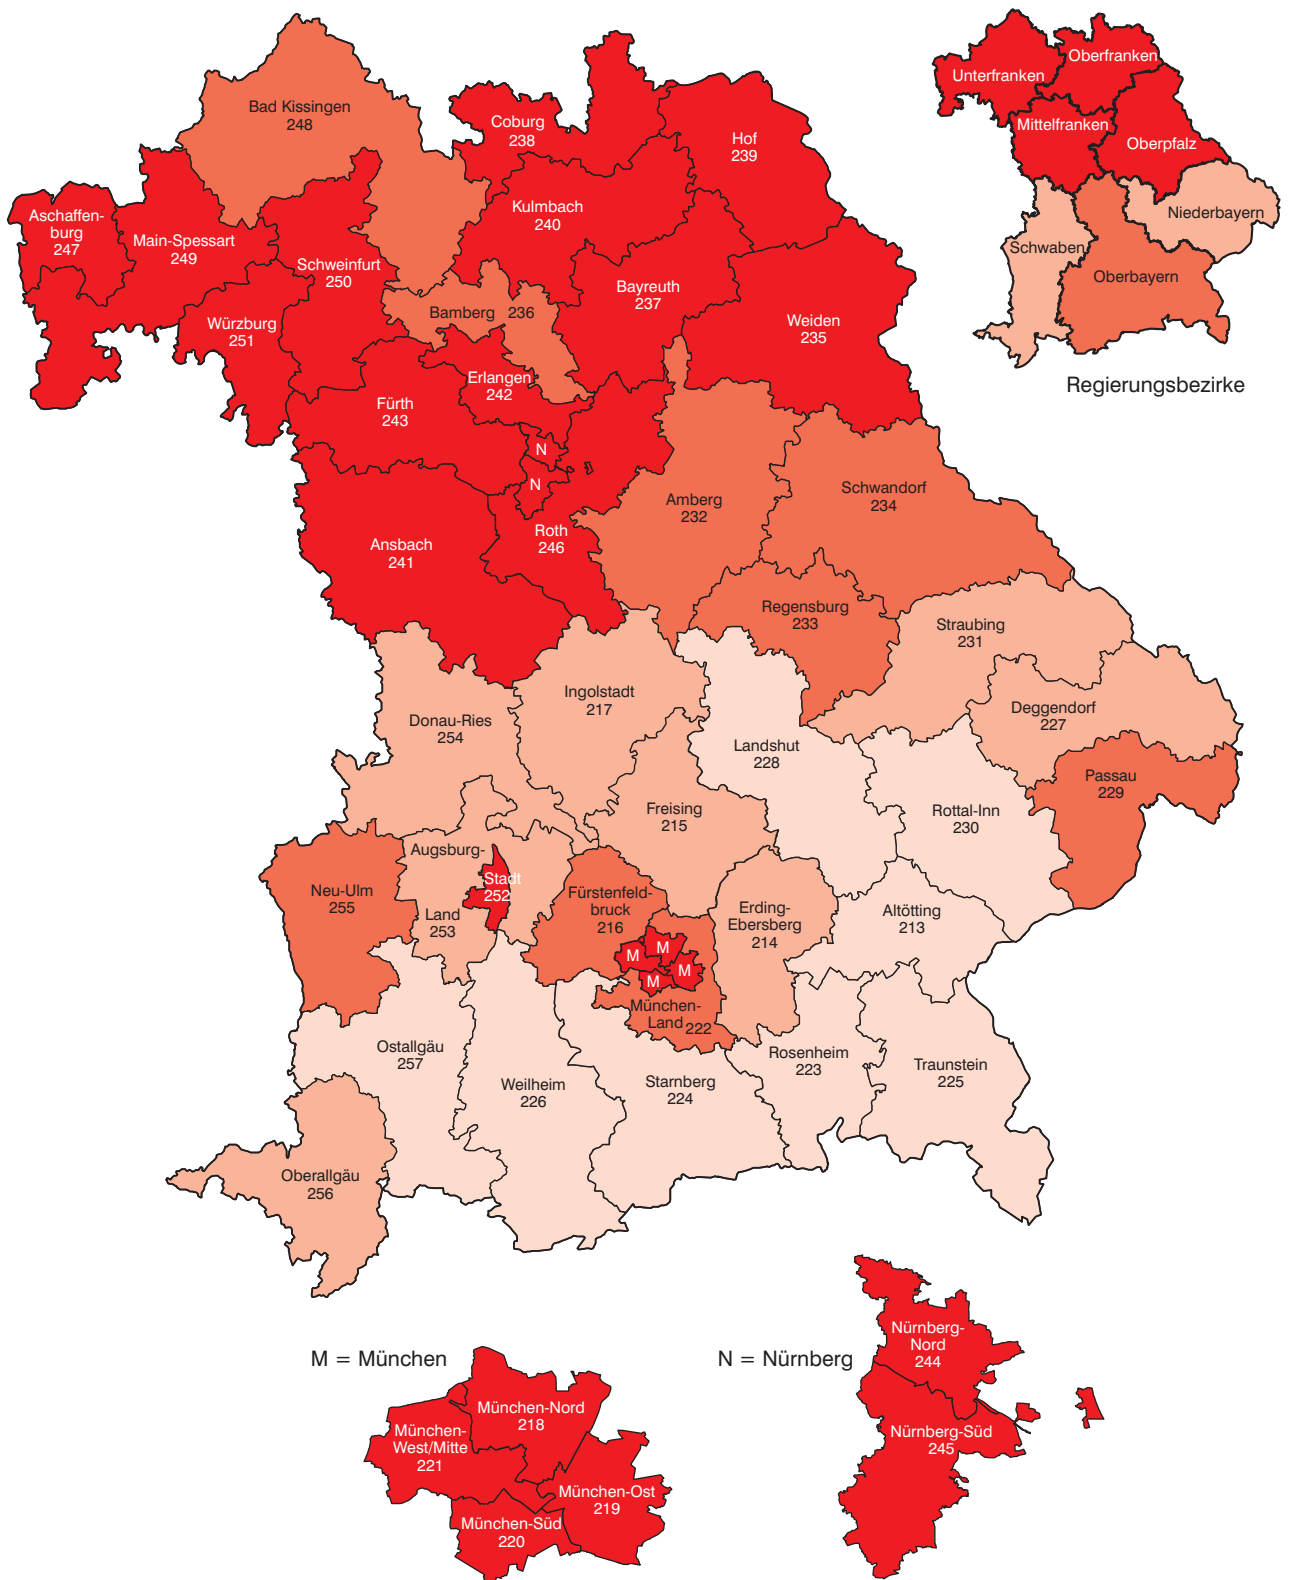 Bad Kissingen
248
Coburg
238
Hof
239
Kulmbach
240
Aschaffen-
burg
247
Main-Spessart
249
Schweinfurt
250
Bayreuth
237
Bamberg 236
Würzburg
251
Weiden
235
Erlangen
242
Fürth
243
N
N
Amberg
232
Schwandorf
234
Roth
246
Ansbach
241
Regensburg
233
Straubing
231
Ingolstadt
217
Donau-Ries
254
Deggendorf
227
Landshut
228
Passau
229
Freising
215
Rottal-Inn
230
Augsburg-
Stadt
252
Land
253
Neu-Ulm
255
Fürstenfeld-
bruck
216
Erding-
Ebersberg
214
Altötting
213
M
M
M
M
München-
Land 222
Ostallgäu
257
Weilheim
226
Starnberg
224
Rosenheim
223
Traunstein
225
Oberallgäu
256
Unterfranken
Oberfranken
Mittelfranken
Oberpfalz
Niederbayern
Schwaben
Oberbayern
Regierungsbezirke
M = München
München-Nord
218
München-
West/Mitte
221
München-Ost
219
München-Süd
220
N = Nürnberg
Nürnberg-
Nord
244
Nürnberg-Süd
245